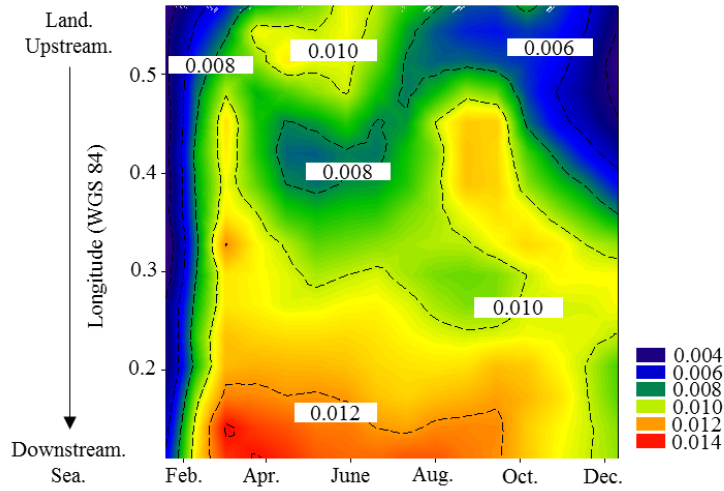 Land.
Upstream.
Longitude (WGS 84)
Downstream.
Sea.
0.5
0.4
0.3
0.2
0.008
0.010
0.006
0.008
0.010
0.012
Feb. Apr. June Aug. Oct. Dec.
0.004
0.006
0.008
0.010
0.012
0.014